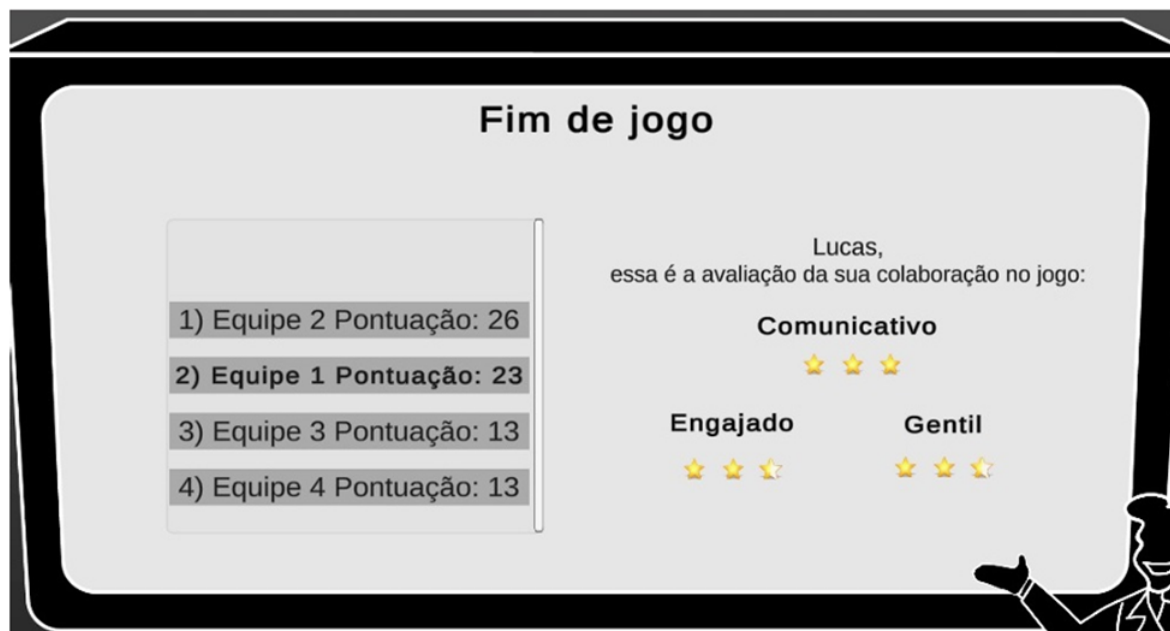 Fim de jogo
1) Equipe 2 Pontuação: 26
2) Equipe 1 Pontuação: 23
3) Equipe 3 Pontuação: 13
4) Equipe 4 Pontuação: 13
Lucas,
essa é a avaliação da sua colaboração no jogo:
Comunicativo
Engajado
Gentil